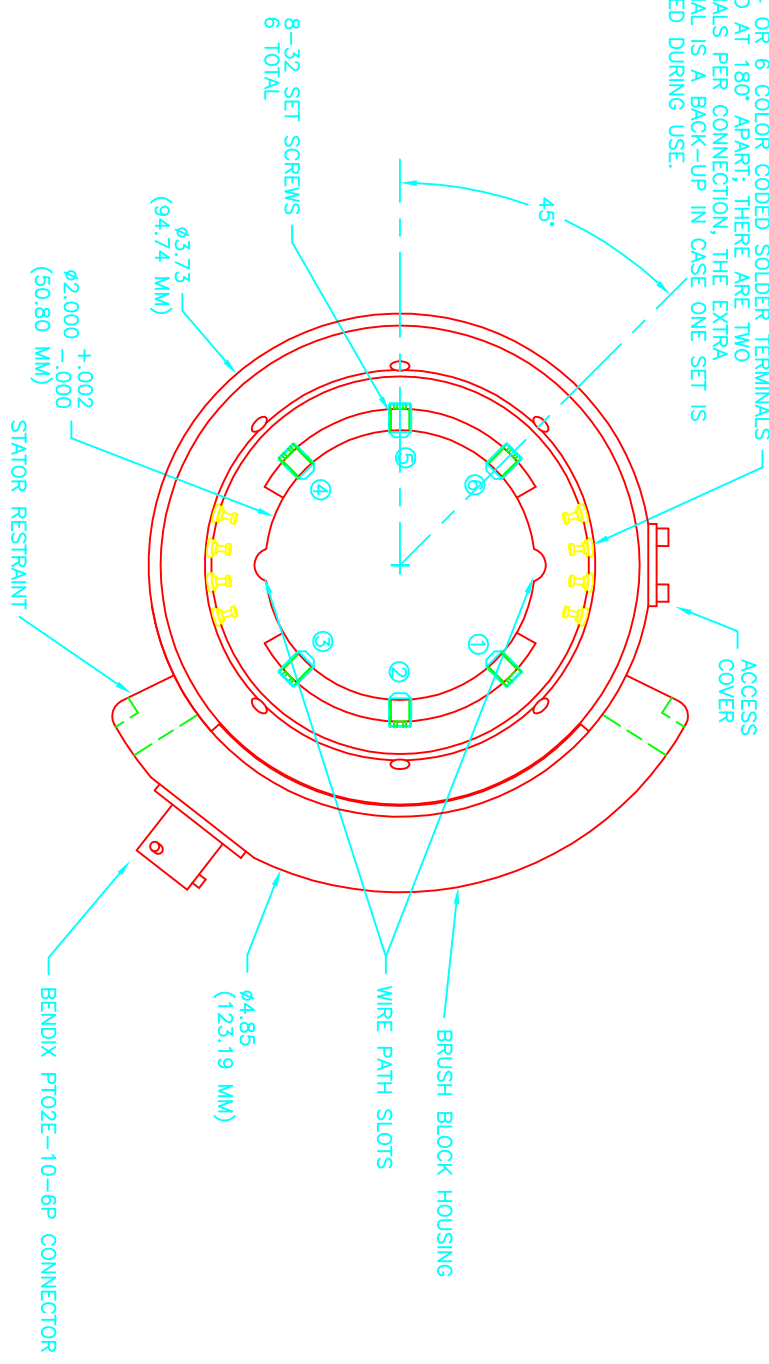 OR 6 COLOR CODED SOLDER TERMINALS
AT 180° APART; THERE ARE TWO
PER CONNECTION, THE EXTRA
IS A BACK-UP IN CASE ONE SET IS
DURING USE.
45°
8-32 SET SCREWS
6 TOTAL
ø3.73
(94.74 MM)
ø2.000 +.002
-.000
(50.80 MM)
STATOR RESTRAINT
ACCESS
COVER
5
6
4
3
2
1
ø4.85
(123.19 MM)
WIRE PATH SLOTS
BRUSH BLOCK HOUSING
BENDIX PT02E-10-6P CONNECTOR